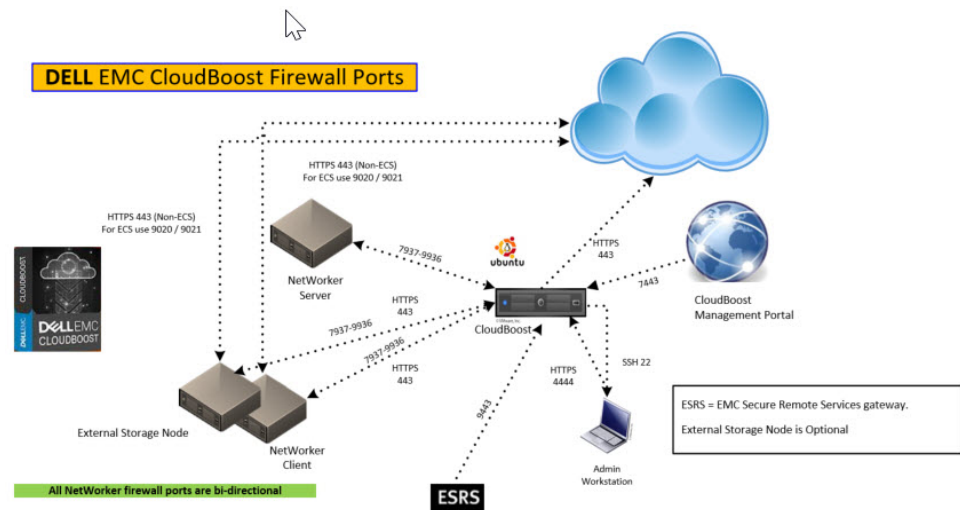 DELL EMC CloudBoost Firewall Ports
HTTPS 443 (Non-ECS)
For ECS use 9020 / 9021
HTTPS 443 (Non-ECS)
For ECS use 9020 / 9021
NetWorker
Server
7937-9936
ubuntu
HTTPS
443
7443
CloudBoost
Management Portal
CLOUDBOOST
DELLEMC
DELLEMC
CLOUDBOOST
HTTPS
443
7937-9936
CloudBoost
7937-9936
HTTPS
443
HTTPS
4444
SSH 22
9443
External Storage Node
NetWorker
Client
Admin
Workstation
ESRS = EMC Secure Remote Services gateway.
External Storage Node is Optional
All NetWorker firewall ports are bi-directional
ESRS